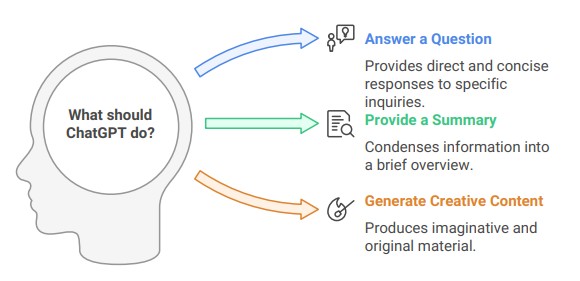 What should
ChatGPT do?
Answer a Question
Provides direct and concise
responses to specific
inquiries.
Provide a Summary
Condenses information into
a brief overview.
Generate Creative Content
Produces imaginative and
original material.